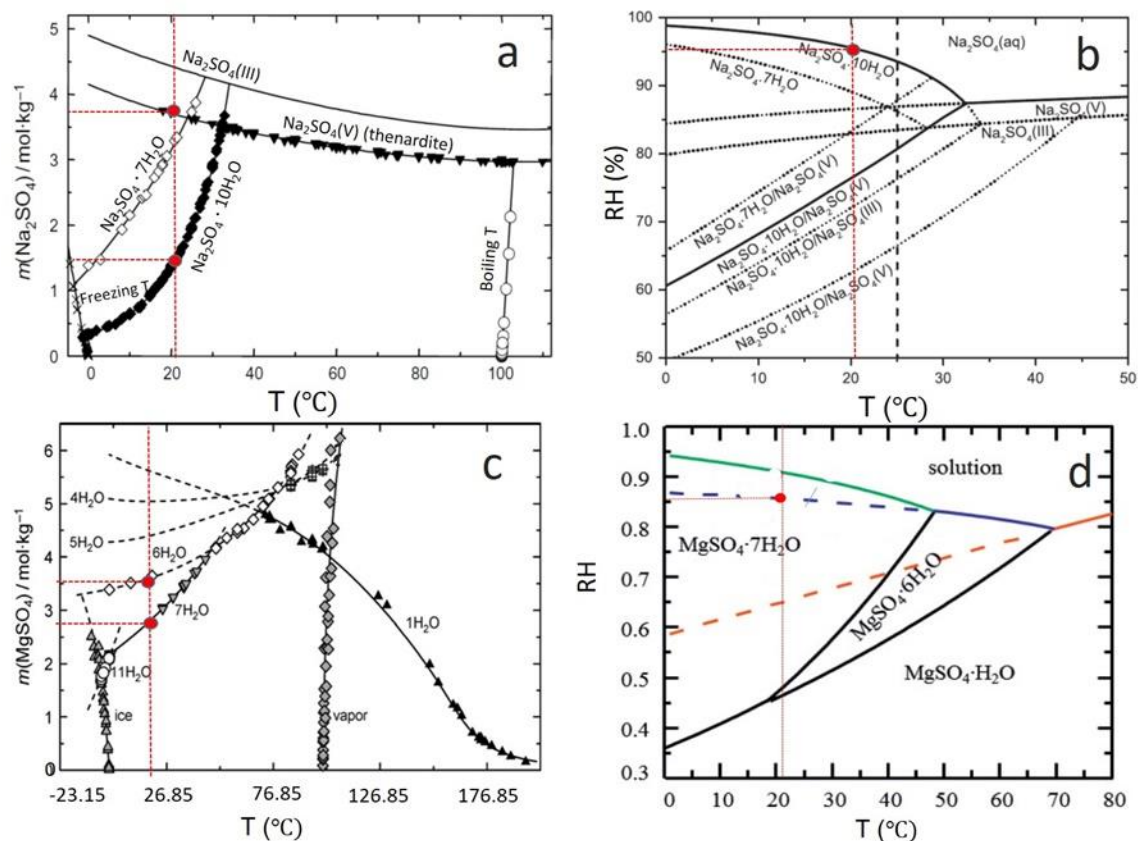 a
m(Na₂SO₄) / mol·kg⁻¹
5
4
3
2
1
0
Na₂SO₄(III)
Na₂SO₄(V) (thenardite)
Na₂SO₄ · 7H₂O
Na₂SO₄ · 10H₂O
Freezing T
Boiling T
0 20 40 60 80 100
T (°C)
b
RH (%)
100
90
80
70
60
50
Na₂SO₄(aq)
Na₂SO₄·10H₂O
Na₂SO₄·7H₂O
Na₂SO₄(V)
Na₂SO₄(III)
Na₂SO₄·7H₂O/Na₂SO₄(V)
Na₂SO₄·10H₂O/Na₂SO₄(V)
Na₂SO₄·10H₂O/Na₂SO₄(III)
Na₂SO₄·10H₂O/Na₂SO₄(V)
0 10 20 30 40 50
T (°C)
c
m(MgSO₄) / mol·kg⁻¹
6
5
4
3
2
1
0
4H₂O
5H₂O
6H₂O
7H₂O
1H₂O
11H₂O
ice
vapor
-23.15 26.85 76.85 126.85 176.85
T (°C)
d
RH
1.0
0.9
0.8
0.7
0.6
0.5
0.4
0.3
solution
MgSO₄·7H₂O
MgSO₄·6H₂O
MgSO₄·H₂O
0 10 20 30 40 50 60 70 80
T (°C)